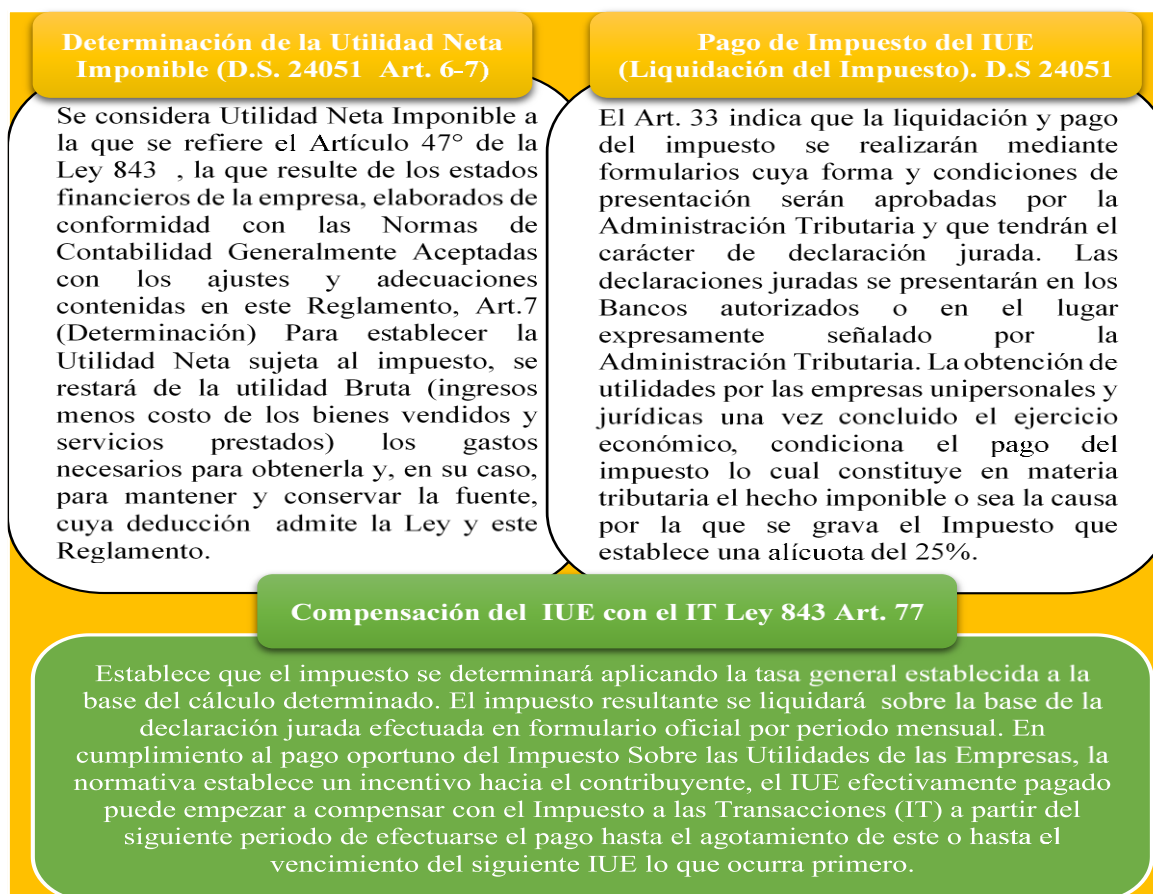 Determinación de la Utilidad Neta
Imponible (D.S. 24051 Art. 6-7)
Se considera Utilidad Neta Imponible a
la que se refiere el Artículo 47° de la
Ley 843 , la que resulte de los estados
financieros de la empresa, elaborados de
conformidad con las Normas de
Contabilidad Generalmente Aceptadas
con los ajustes y adecuaciones
contenidas en este Reglamento, Art.7
(Determinación) Para establecer la
Utilidad Neta sujeta al impuesto, se
restará de la utilidad Bruta (ingresos
menos costo de los bienes vendidos y
servicios prestados) los gastos
necesarios para obtenerla y, en su caso,
para mantener y conservar la fuente,
cuya deducción admite la Ley y este
Reglamento.
Pago de Impuesto del IUE
(Liquidación del Impuesto). D.S 24051
El Art. 33 indica que la liquidación y pago
del impuesto se realizarán mediante
formularios cuya forma y condiciones de
presentación serán aprobadas por la
Administración Tributaria y que tendrán el
carácter de declaración jurada. Las
declaraciones juradas se presentarán en los
Bancos autorizados o en el lugar
expresamente señalado por la
Administración Tributaria. La obtención de
utilidades por las empresas unipersonales y
jurídicas una vez concluido el ejercicio
económico, condiciona el pago del
impuesto lo cual constituye en materia
tributaria el hecho imponible o sea la causa
por la que se grava el Impuesto que
establece una alícuota del 25%.
Compensación del IUE con el IT Ley 843 Art. 77
Establece que el impuesto se determinará aplicando la tasa general establecida a la
base del cálculo determinado. El impuesto resultante se liquidará sobre la base de la
declaración jurada efectuada en formulario oficial por periodo mensual. En
cumplimiento al pago oportuno del Impuesto Sobre las Utilidades de las Empresas, la
normativa establece un incentivo hacia el contribuyente, el IUE efectivamente pagado
puede empezar a compensar con el Impuesto a las Transacciones (IT) a partir del
siguiente periodo de efectuarse el pago hasta el agotamiento de este o hasta el
vencimiento del siguiente IUE lo que ocurra primero.